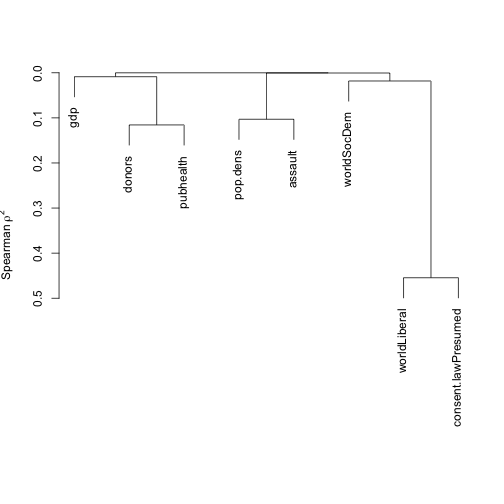 0.0
0.1
0.2
0.3
0.4
0.5
Spearman ρ²
gdp
donors
pubhealth
pop.dens
assault
worldSocDem
worldLiberal
consent.lawPresumed